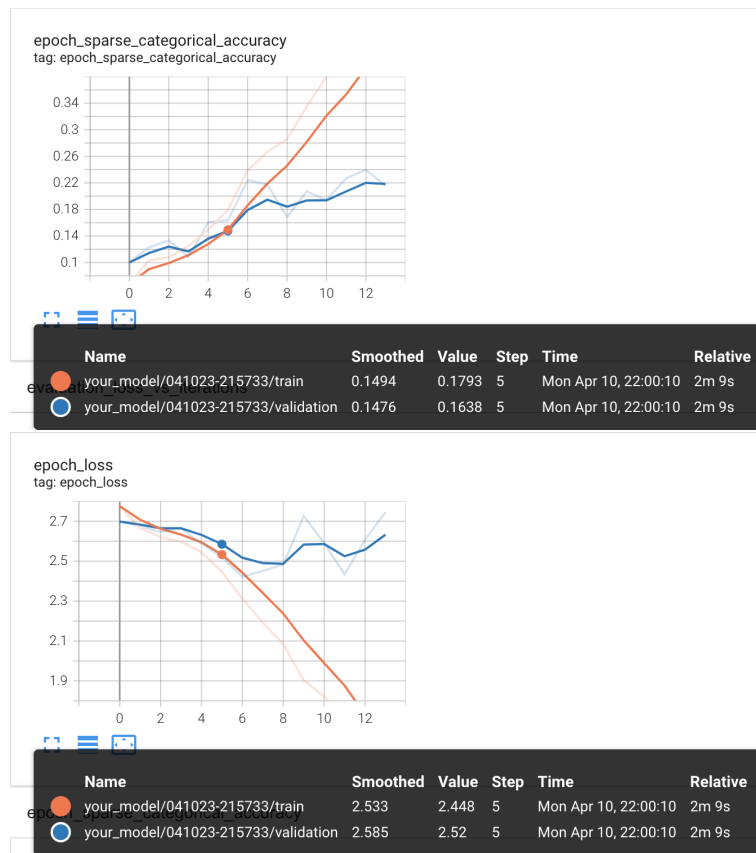 epoch_sparse_categorical_accuracy
tag: epoch_sparse_categorical_accuracy
0.34
0.3
0.26
0.22
0.18
0.14
0.1
0 2 4 6 8 10 12
evaluation_loss_vs_iterations
Name Smoothed Value Step Time Relative
your_model/041023-215733/train 0.1494 0.1793 5 Mon Apr 10, 22:00:10 2m 9s
your_model/041023-215733/validation 0.1476 0.1638 5 Mon Apr 10, 22:00:10 2m 9s
epoch_loss
tag: epoch_loss
2.7
2.5
2.3
2.1
1.9
0 2 4 6 8 10 12
Name Smoothed Value Step Time Relative
your_model/041023-215733/train 2.533 2.448 5 Mon Apr 10, 22:00:10 2m 9s
epoch_sparse_categorical_accuracy
your_model/041023-215733/validation 2.585 2.52 5 Mon Apr 10, 22:00:10 2m 9s